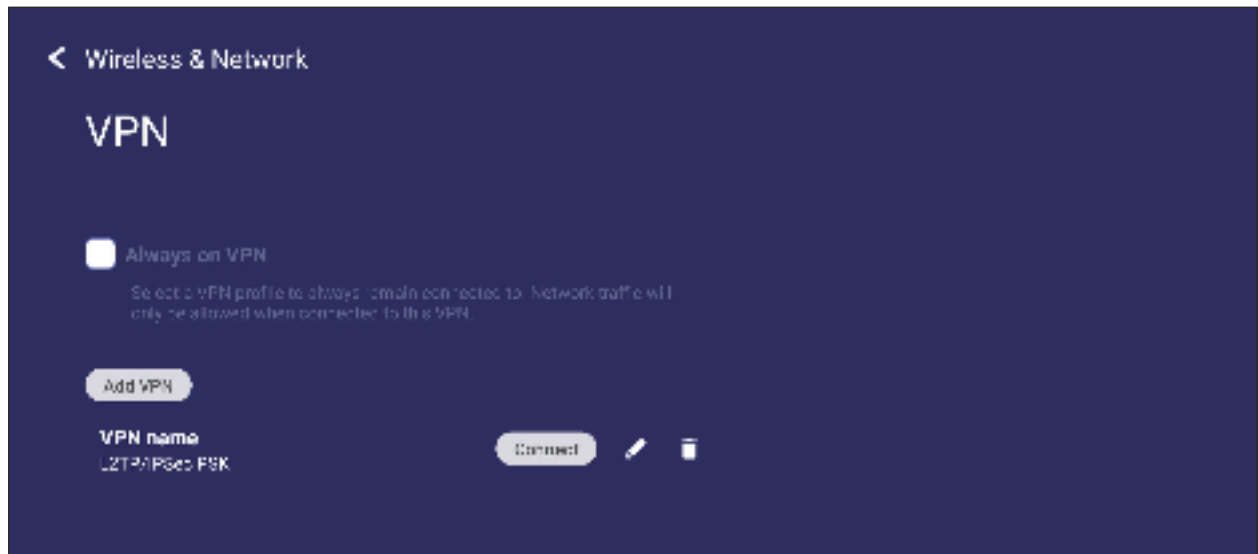 Wireless & Network
VPN
Always on VPN
Select a VPN profile to always remain connected to. Network traffic will
only be allowed when connected to this VPN.
Add VPN
VPN name
Connect
L2TP/IPSec PSK